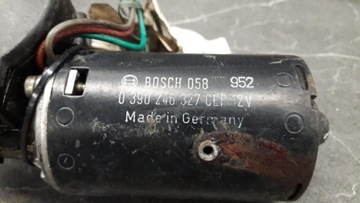 BOSCH 058 952
0 390 246 327 CEP 12V
Made in Germany